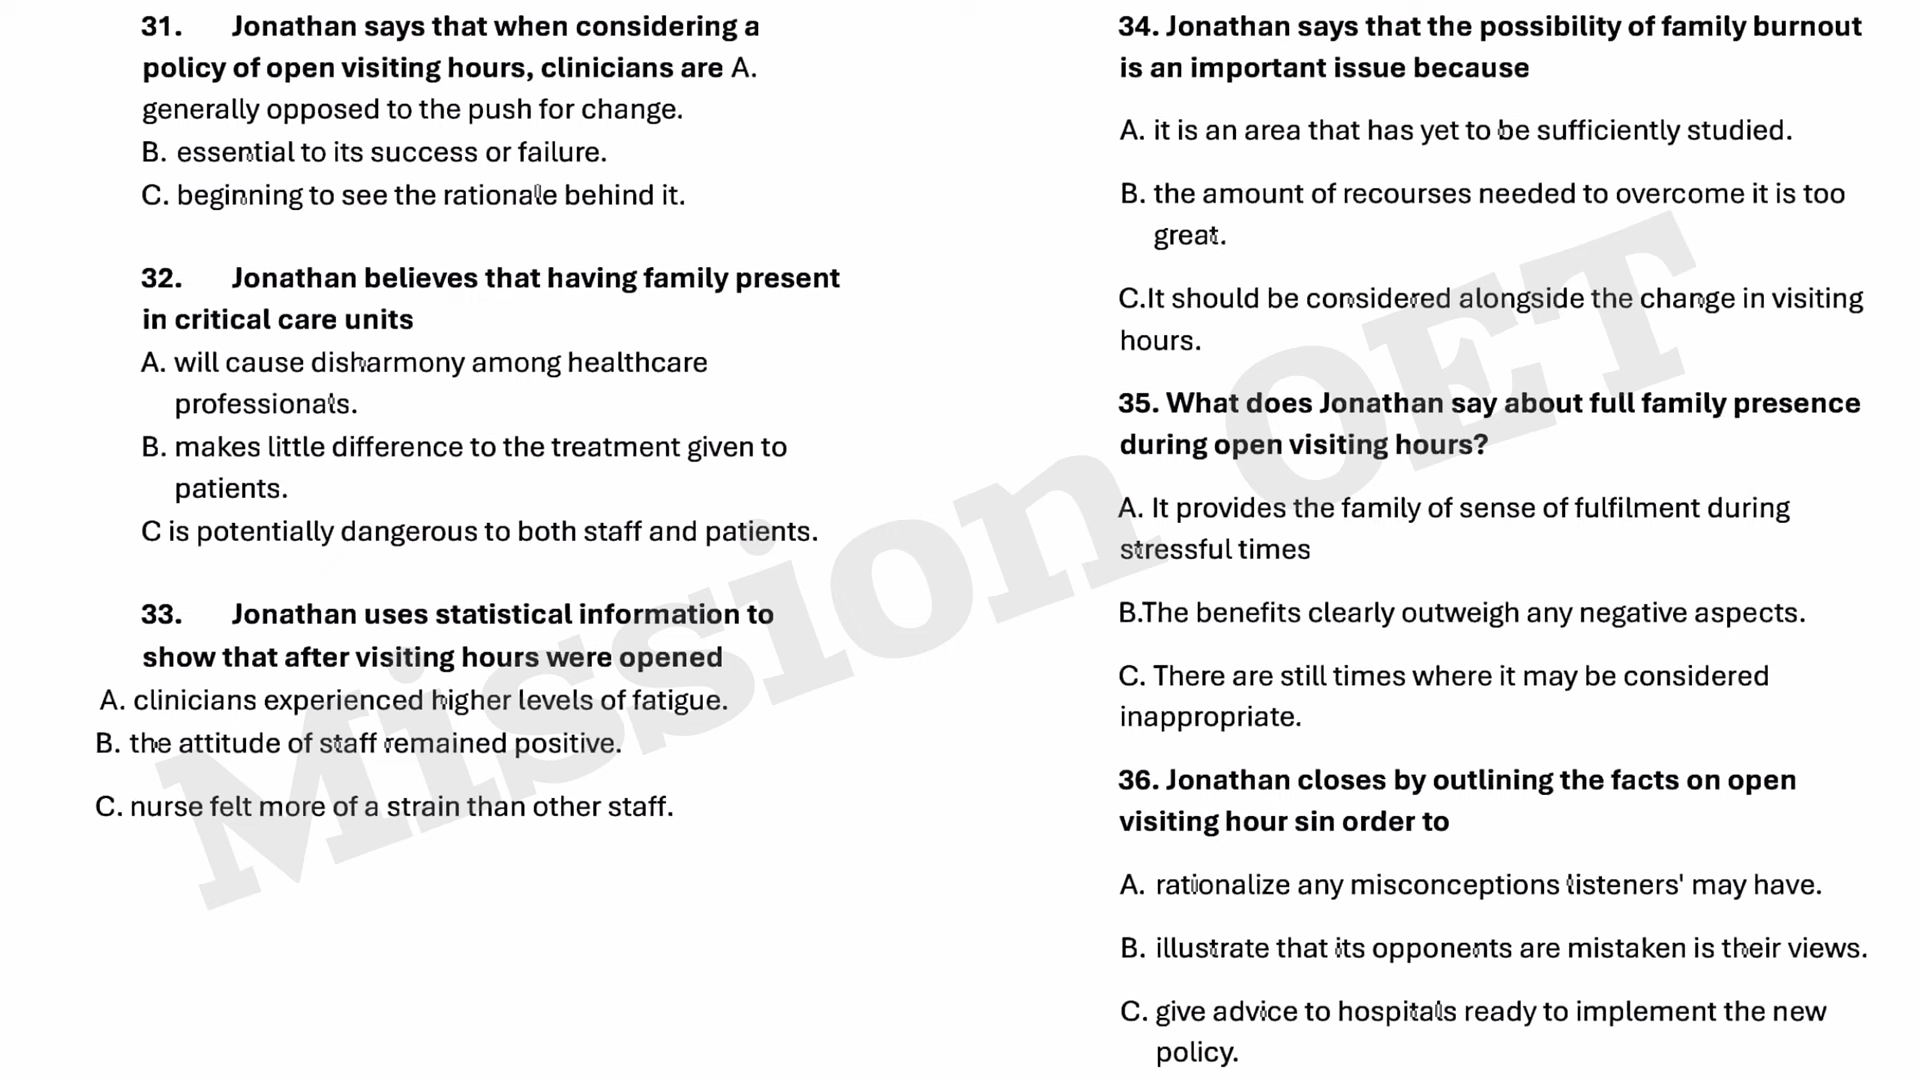 31. Jonathan says that when considering a
policy of open visiting hours, clinicians are A.
generally opposed to the push for change.
B. essential to its success or failure.
C. beginning to see the rationale behind it.
32. Jonathan believes that having family present
in critical care units
A. will cause disharmony among healthcare
professionals.
B. makes little difference to the treatment given to
patients.
C is potentially dangerous to both staff and patients.
33. Jonathan uses statistical information to
show that after visiting hours were opened
A. clinicians experienced higher levels of fatigue.
B. the attitude of staff remained positive.
C. nurse felt more of a strain than other staff.
34. Jonathan says that the possibility of family burnout
is an important issue because
A. it is an area that has yet to be sufficiently studied.
B. the amount of recourses needed to overcome it is too
great.
C.It should be considered alongside the change in visiting
hours.
35. What does Jonathan say about full family presence
during open visiting hours?
A. It provides the family of sense of fulfilment during
stressful times
B.The benefits clearly outweigh any negative aspects.
C. There are still times where it may be considered
inappropriate.
36. Jonathan closes by outlining the facts on open
visiting hour sin order to
A. rationalize any misconceptions listeners' may have.
B. illustrate that its opponents are mistaken is their views.
C. give advice to hospitals ready to implement the new
policy.
Mission OET